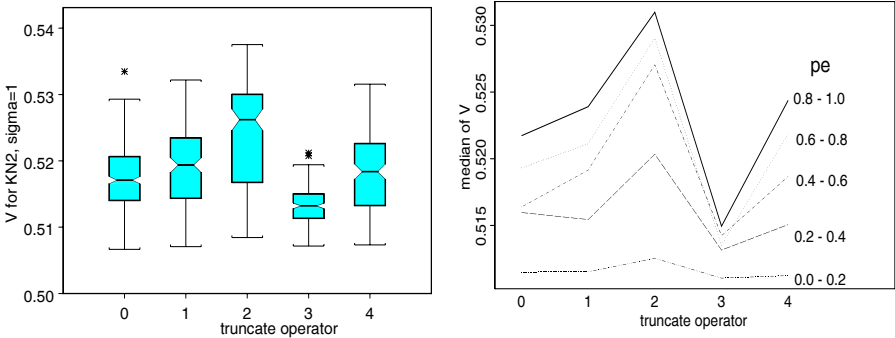 0.54
0.53
0.52
0.51
0.50
V for KN2, sigma=1
0 1 2 3 4
truncate operator
0.530
0.525
0.520
0.515
median of V
pe
0.8 - 1.0
0.6 - 0.8
0.4 - 0.6
0.2 - 0.4
0.0 - 0.2
0 1 2 3 4
truncate operator